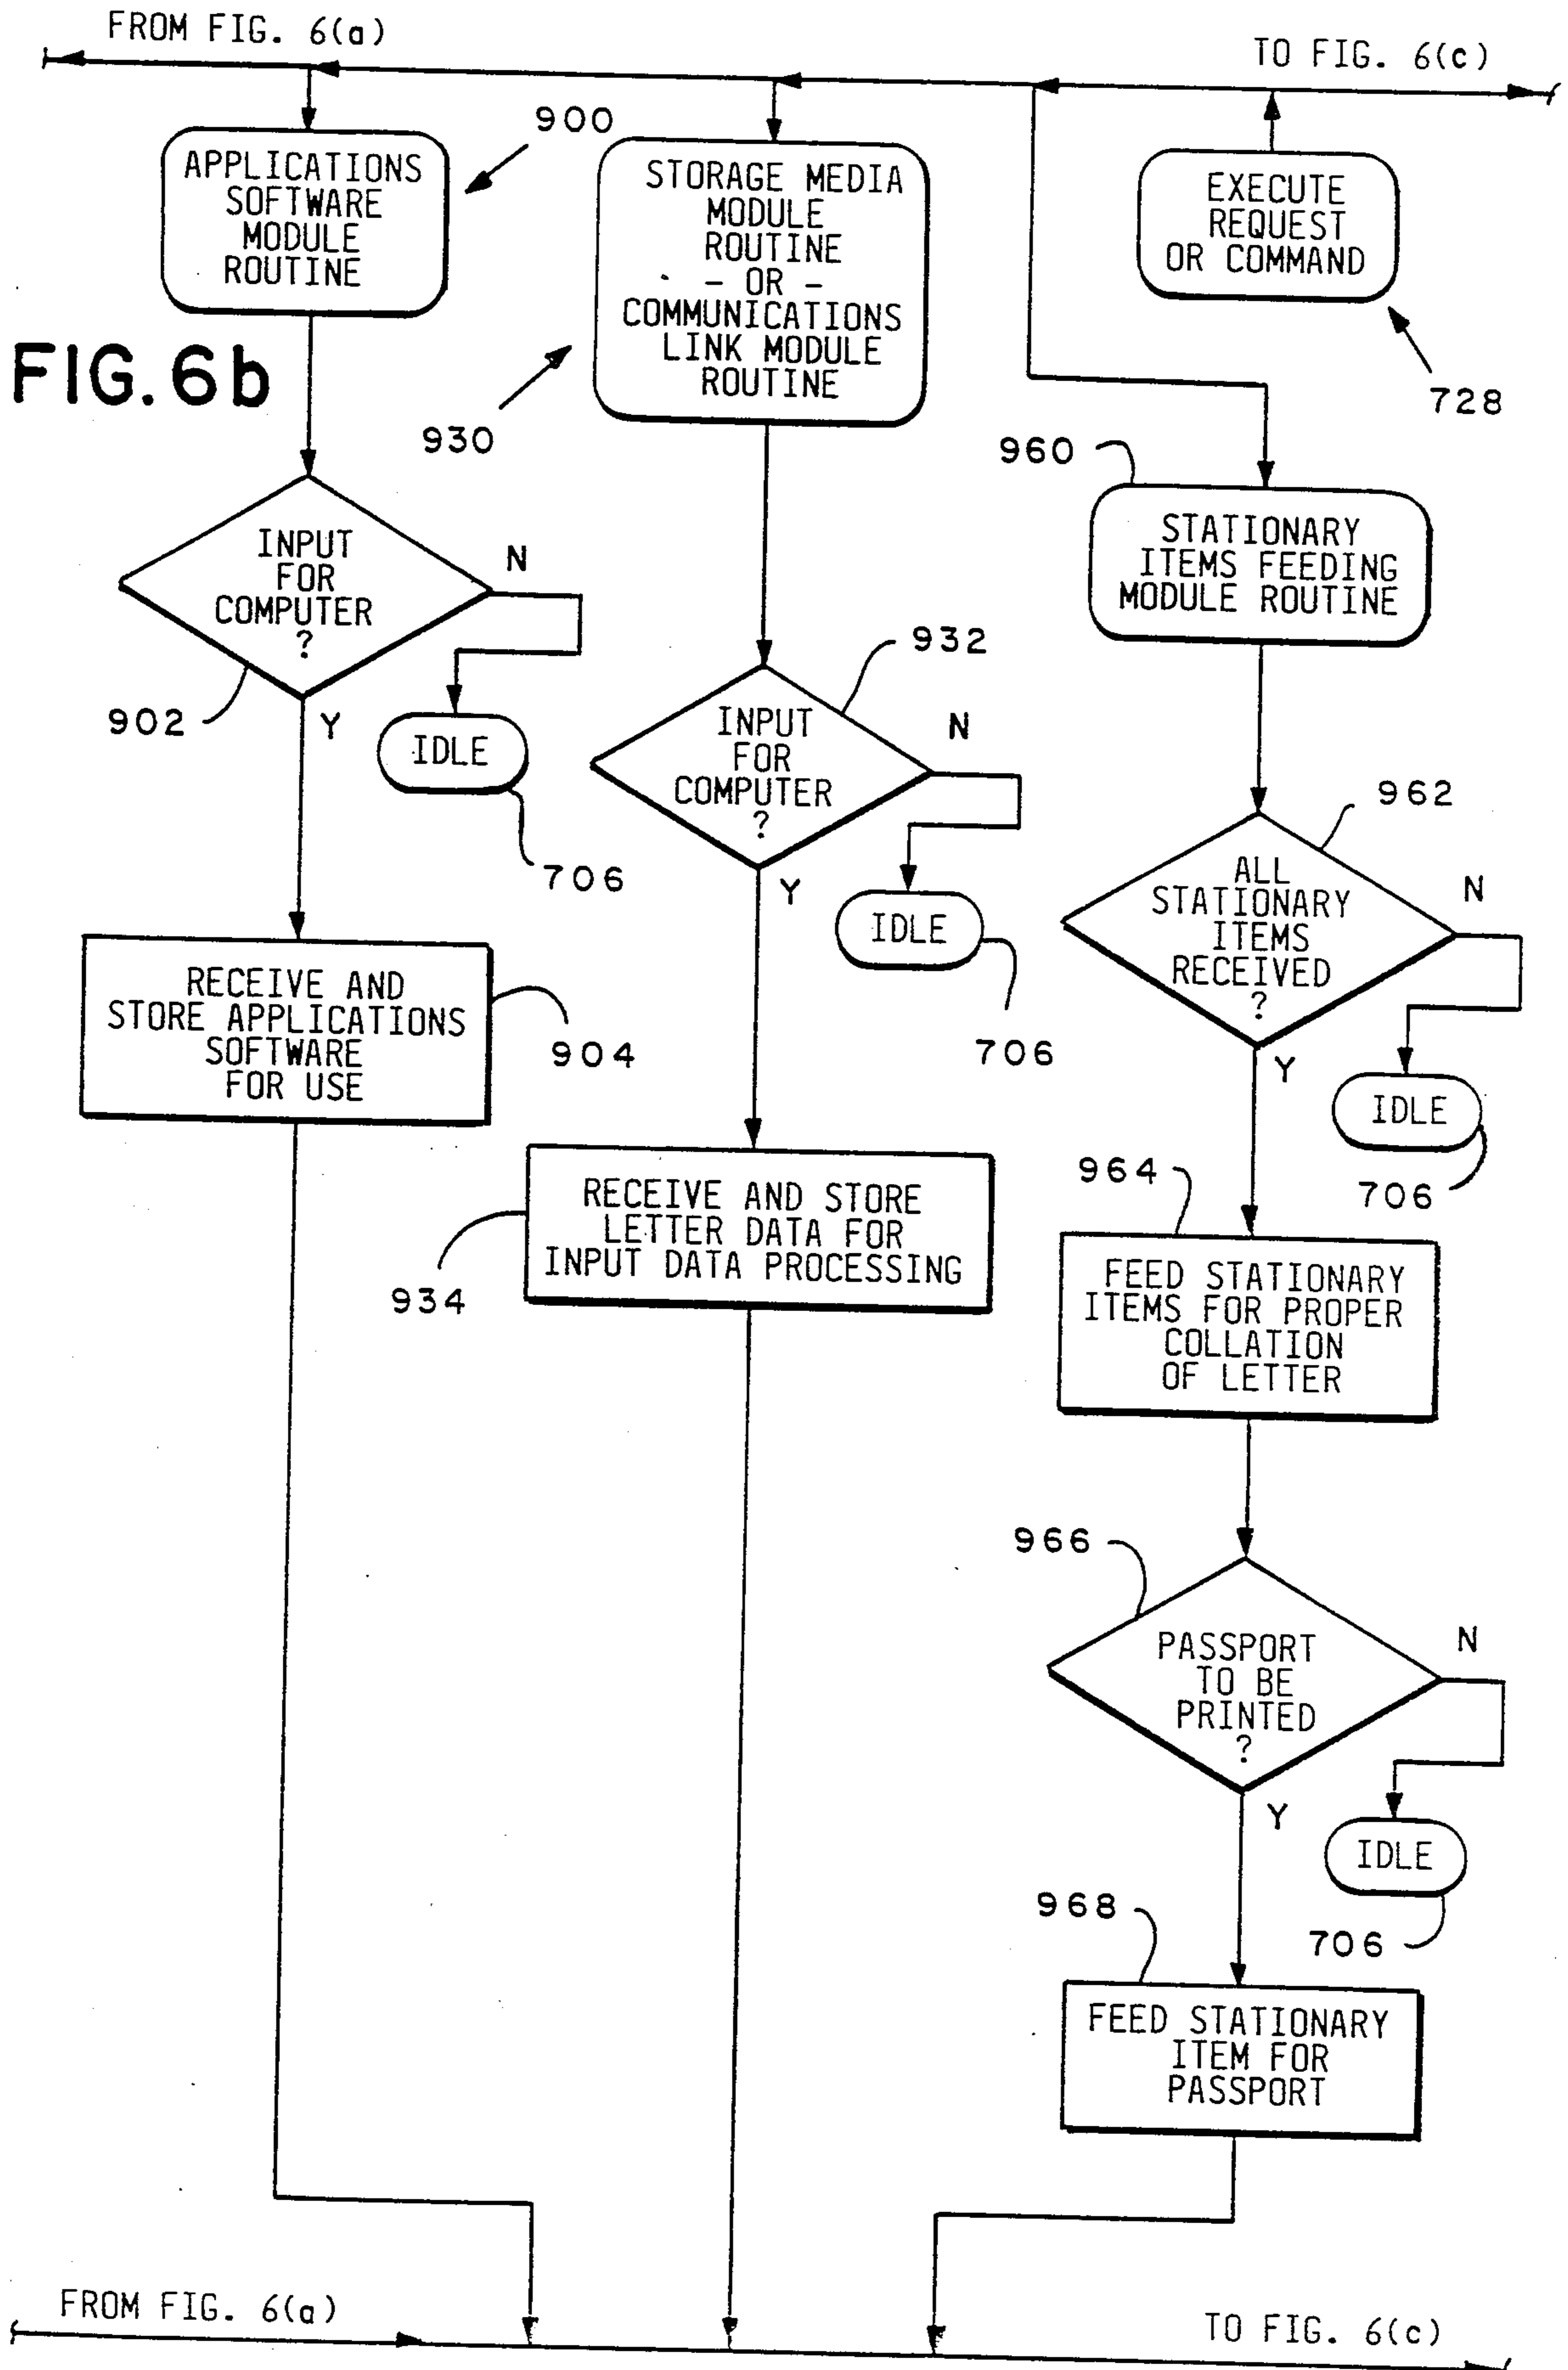 FROM FIG. 6(a)
TO FIG. 6(c)
900
APPLICATIONS
SOFTWARE
MODULE
ROUTINE
STORAGE MEDIA
MODULE
ROUTINE
- OR -
COMMUNICATIONS
LINK MODULE
ROUTINE
EXECUTE
REQUEST
OR COMMAND
FIG. 6b
930
728
960
STATIONARY
ITEMS FEEDING
MODULE ROUTINE
INPUT
FOR
COMPUTER
?
N
902
Y
IDLE
706
932
INPUT
FOR
COMPUTER
?
N
Y
IDLE
706
962
ALL
STATIONARY
ITEMS
RECEIVED
?
N
Y
IDLE
706
RECEIVE AND
STORE APPLICATIONS
SOFTWARE
FOR USE
904
RECEIVE AND STORE
LETTER DATA FOR
INPUT DATA PROCESSING
934
964
FEED STATIONARY
ITEMS FOR PROPER
COLLATION
OF LETTER
966
PASSPORT
TO BE
PRINTED
?
N
Y
IDLE
706
968
FEED STATIONARY
ITEM FOR
PASSPORT
FROM FIG. 6(a)
TO FIG. 6(c)